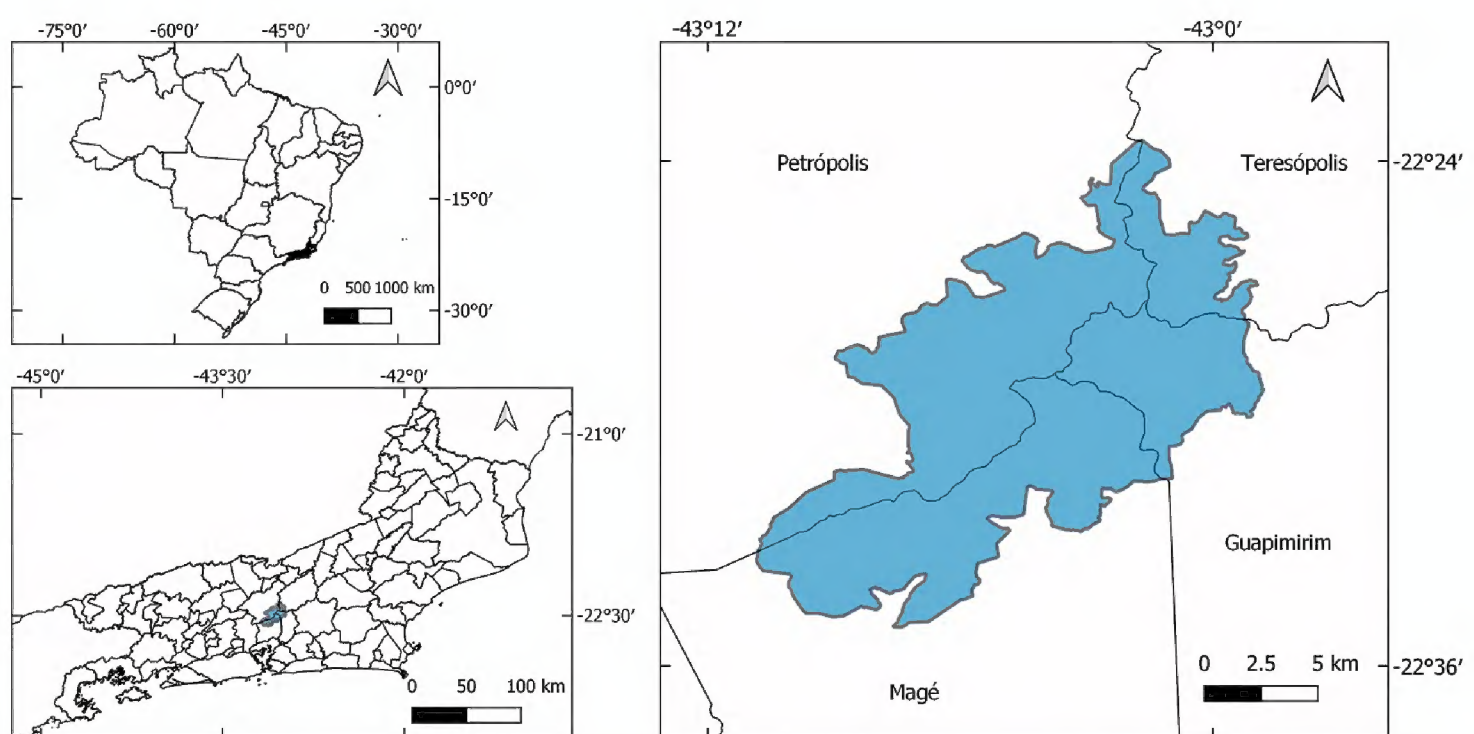 -75°0′ -60°0′ -45°0′ -30°0′
0°0′
-15°0′
-30°0′
0 500 1000 km
-45°0′ -43°30′ -42°0′
-21°0′
-22°30′
0 50 100 km
-43°12′ -43°0′
Petrópolis
Teresópolis
-22°24′
Guapimirim
Magé
0 2.5 5 km
-22°36′